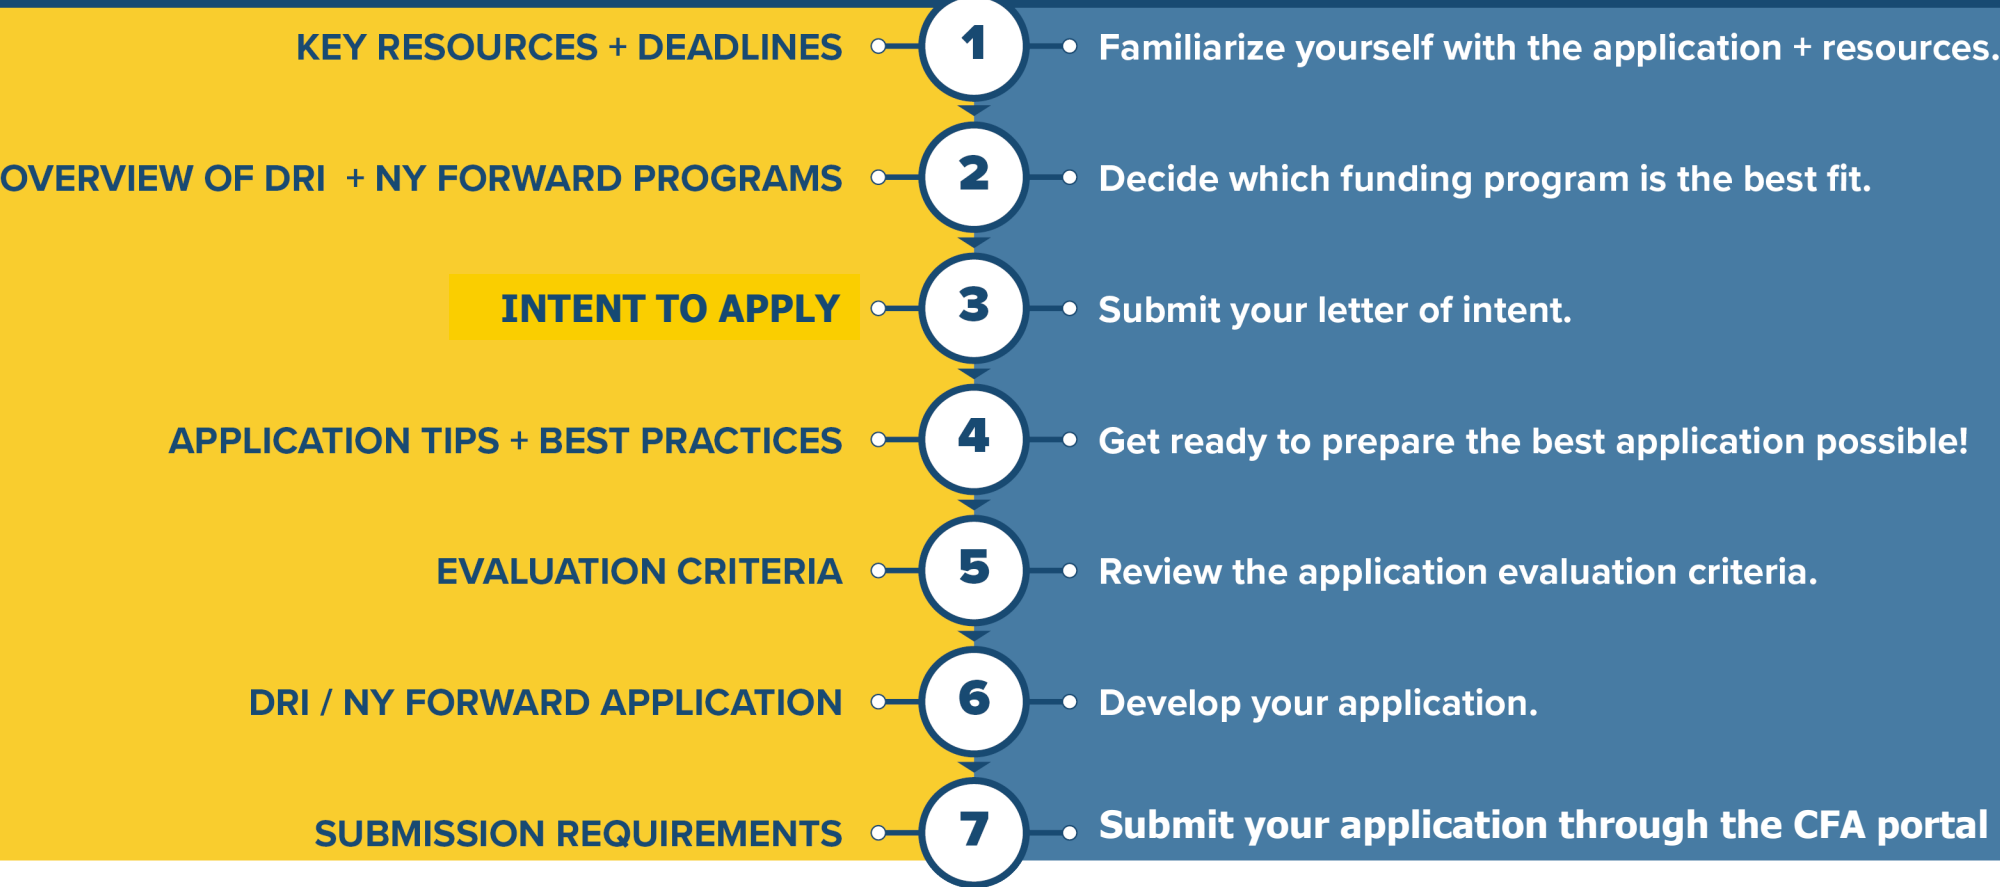 KEY RESOURCES + DEADLINES 1 Familiarize yourself with the application + resources.
OVERVIEW OF DRI + NY FORWARD PROGRAMS 2 Decide which funding program is the best fit.
INTENT TO APPLY 3 Submit your letter of intent.
APPLICATION TIPS + BEST PRACTICES 4 Get ready to prepare the best application possible!
EVALUATION CRITERIA 5 Review the application evaluation criteria.
DRI / NY FORWARD APPLICATION 6 Develop your application.
SUBMISSION REQUIREMENTS 7 Submit your application through the CFA portal